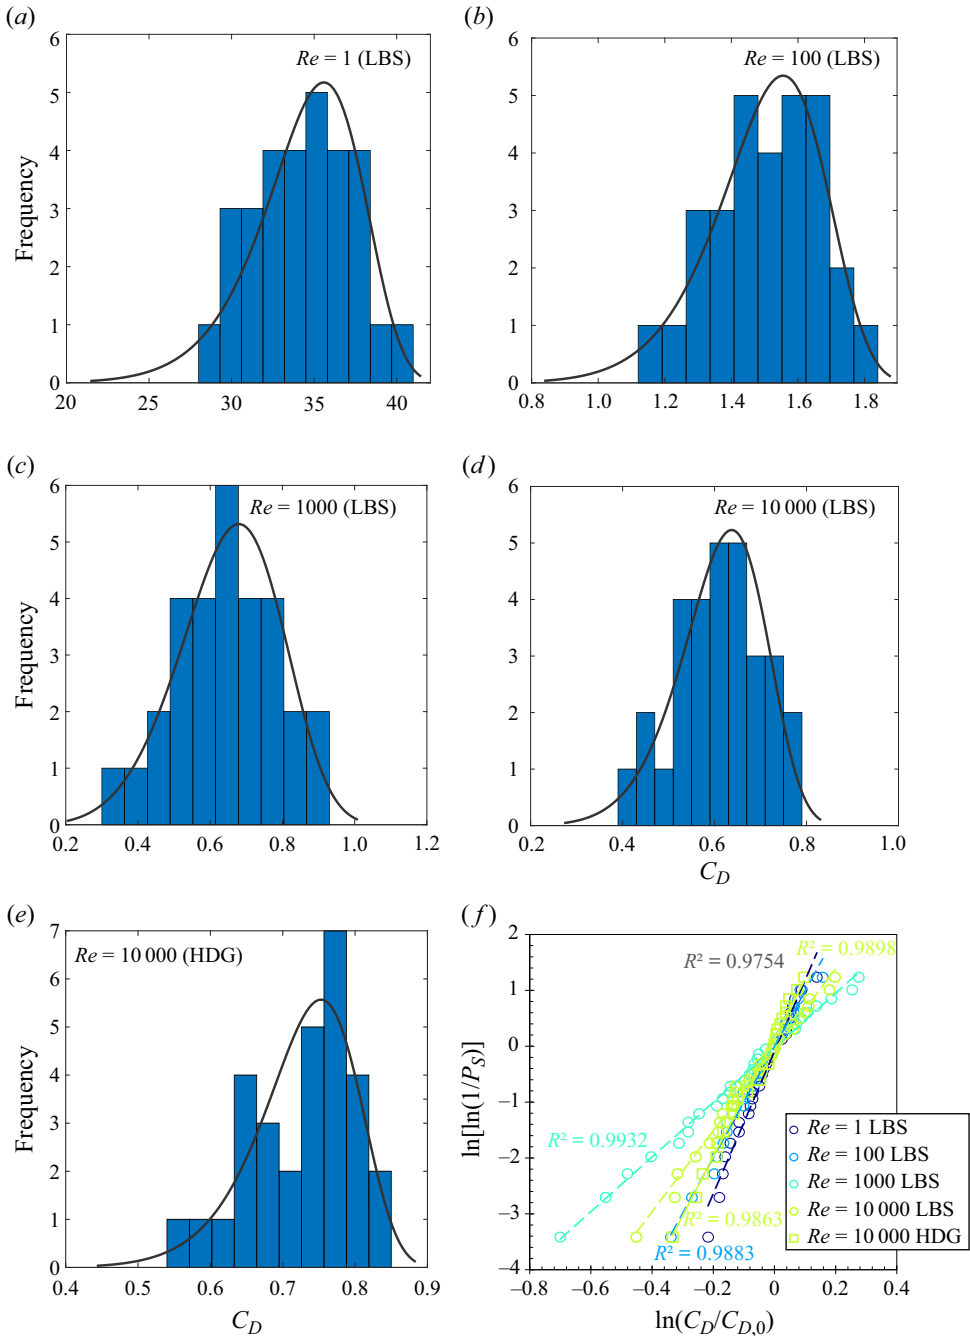 (a)
Re = 1 (LBS)
Frequency
6
5
4
3
2
1
0
20 25 30 35 40
(b)
Re = 100 (LBS)
6
5
4
3
2
1
0
0.8 1.0 1.2 1.4 1.6 1.8
(c)
Re = 1000 (LBS)
Frequency
6
5
4
3
2
1
0
0.2 0.4 0.6 0.8 1.0 1.2
(d)
Re = 10 000 (LBS)
6
5
4
3
2
1
0
0.2 0.4 0.6 0.8 1.0
C_D
(e)
Re = 10 000 (HDG)
Frequency
7
6
5
4
3
2
1
0
0.4 0.5 0.6 0.7 0.8 0.9
C_D
(f)
ln[ln(1/P_S)]
2
1
0
−1
−2
−3
−4
R² = 0.9754
R² = 0.9898
R² = 0.9932
R² = 0.9863
R² = 0.9883
Re = 1 LBS
Re = 100 LBS
Re = 1000 LBS
Re = 10 000 LBS
Re = 10 000 HDG
−0.8 −0.6 −0.4 −0.2 0 0.2 0.4
ln(C_D/C_{D,0})